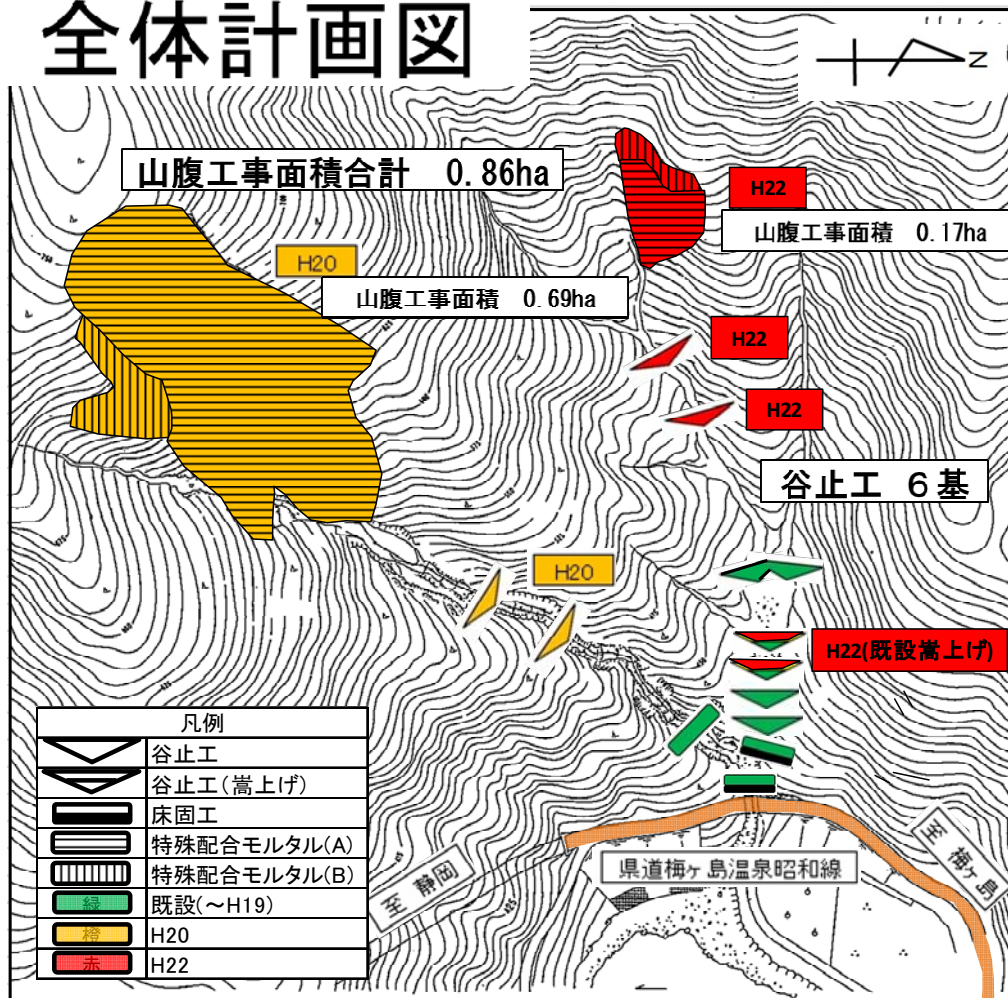 全体計画図
N
山腹工事面積合計 0.86ha
H22
山腹工事面積 0.17ha
H20
山腹工事面積 0.69ha
H22
H22
谷止工 6基
H20
H22(既設嵩上げ)
凡例
谷止工
谷止工(嵩上げ)
床固工
特殊配合モルタル(A)
特殊配合モルタル(B)
緑 既設(~H19)
橙 H20
赤 H22
至 静岡
県道梅ヶ島温泉昭和線
至 梅ヶ島